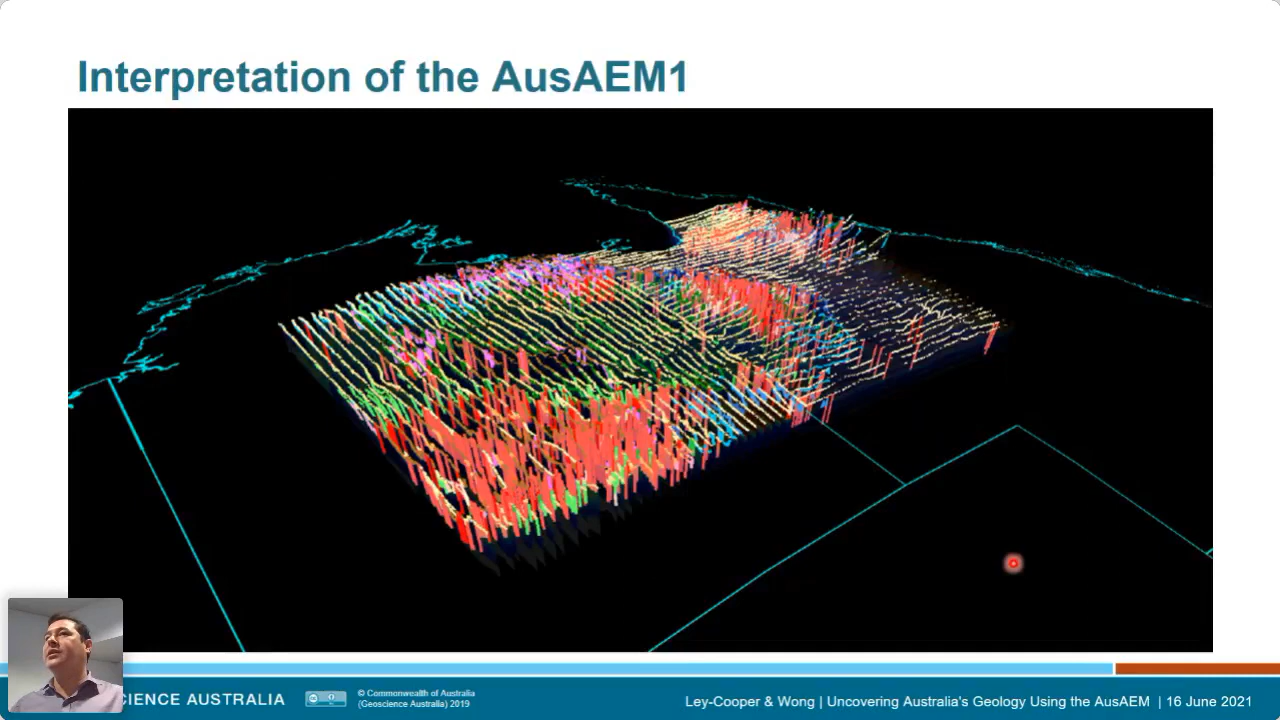 Interpretation of the AusAEM1
CIENCE AUSTRALIA
© Commonwealth of Australia
(Geoscience Australia) 2019
Ley-Cooper & Wong | Uncovering Australia's Geology Using the AusAEM | 16 June 2021